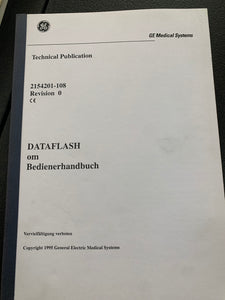 GE Medical Systems
Technical Publication
2154201-108
Revision 0
CE
DATAFLASH
om
Bedienerhandbuch
Vervielfältigung verboten
Copyright 1995 General Electric Medical Systems